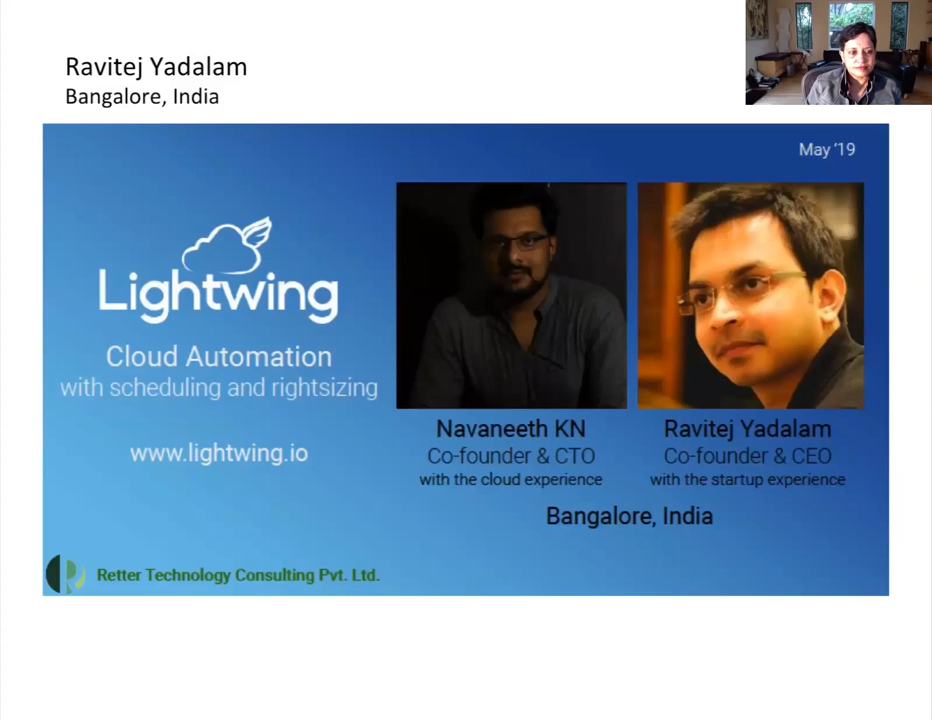 Ravitej Yadalam
Bangalore, India
May '19
Lightwing
Cloud Automation
with scheduling and rightsizing
www.lightwing.io
Navaneeth KN
Co-founder & CTO
with the cloud experience
Ravitej Yadalam
Co-founder & CEO
with the startup experience
Bangalore, India
Retter Technology Consulting Pvt. Ltd.